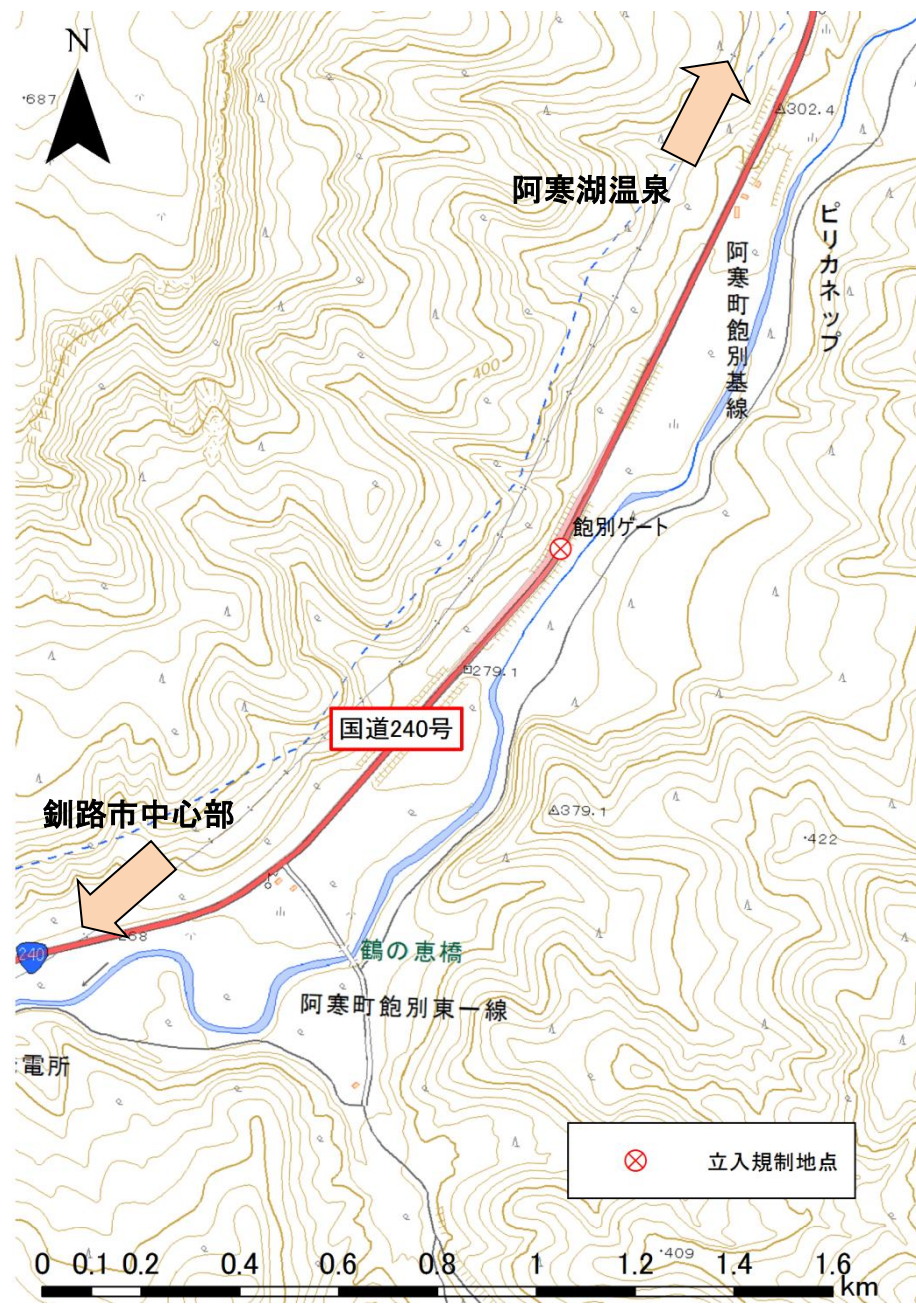 N
・687
302.4
阿寒湖温泉
ピリカネップ
阿寒町飽別基線
400
飽別ゲート
279.1
国道240号
釧路市中心部
379.1
・422
268
240
鶴の恵橋
阿寒町飽別東一線
電所
立入規制地点
・409
0 0.1 0.2 0.4 0.6 0.8 1 1.2 1.4 1.6
km